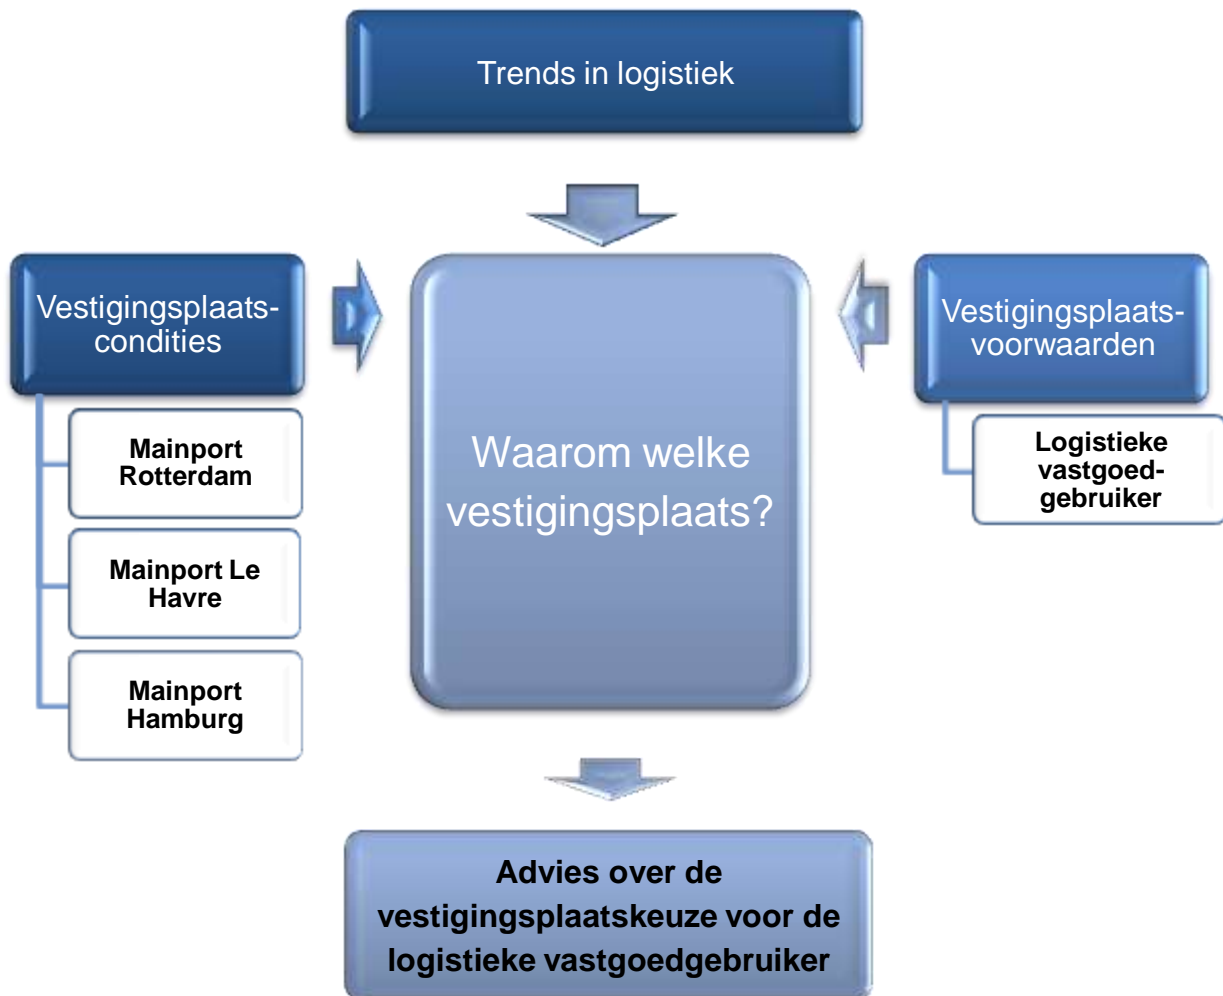 Trends in logistiek
Vestigingsplaats-
condities
Mainport
Rotterdam
Mainport Le
Havre
Mainport
Hamburg
Waarom welke
vestigingsplaats?
Vestigingsplaats-
voorwaarden
Logistieke
vastgoed-
gebruiker
Advies over de
vestigingsplaatskeuze voor de
logistieke vastgoedgebruiker